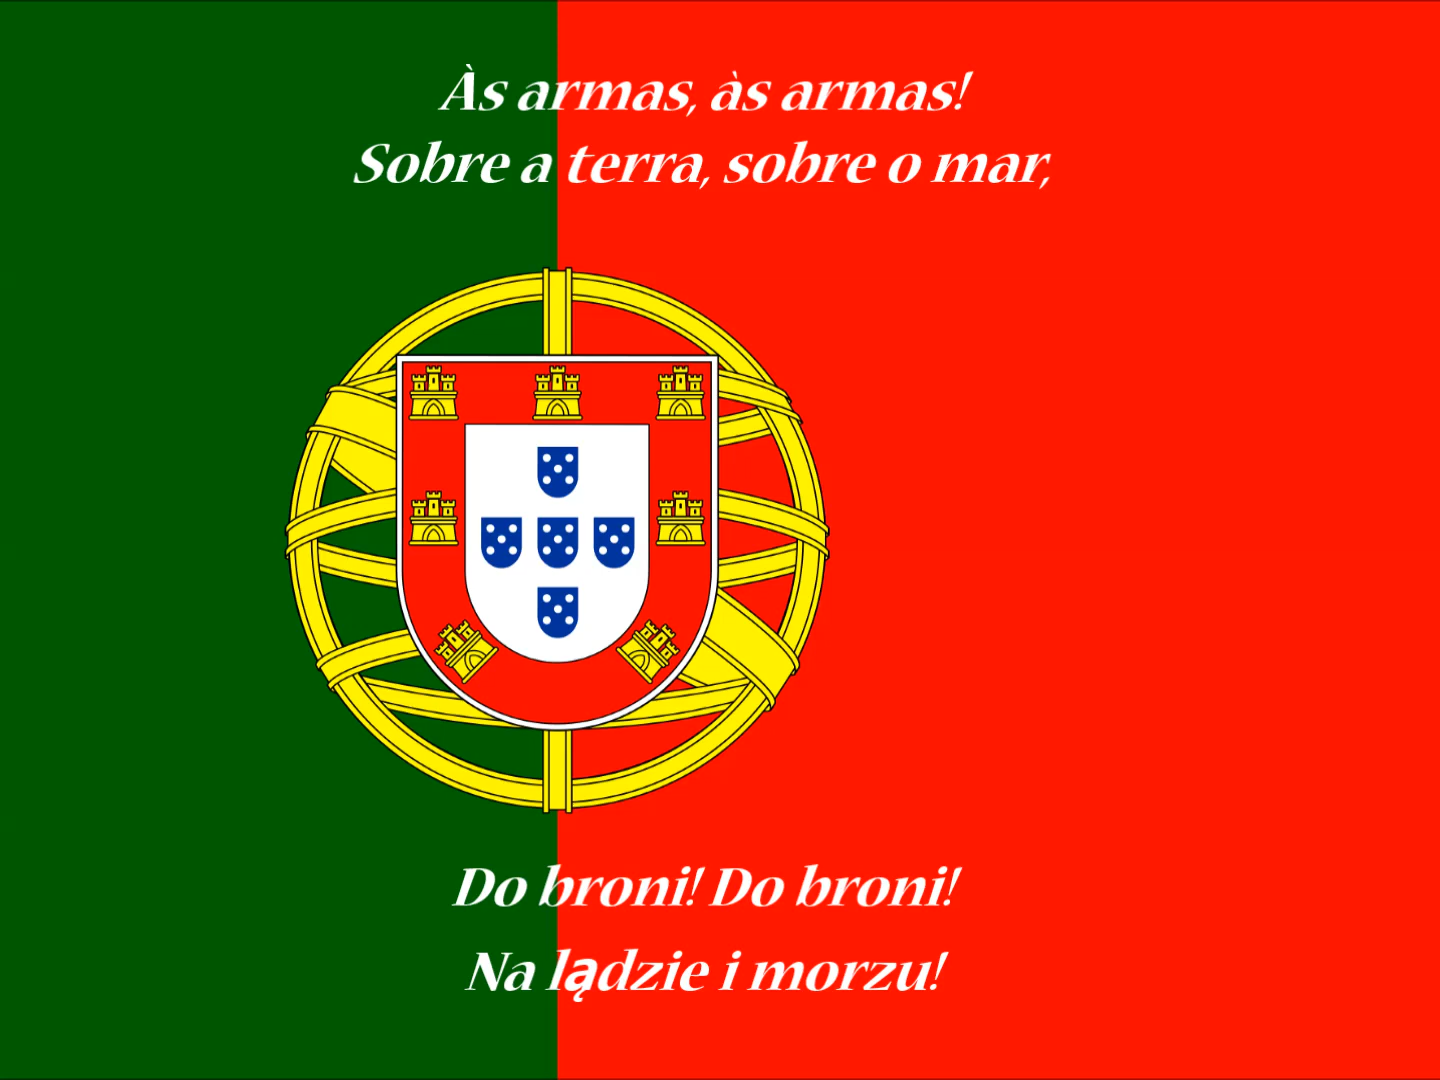 Às armas, às armas!
Sobre a terra, sobre o mar,
Do broni! Do broni!
Na lądzie i morzu!